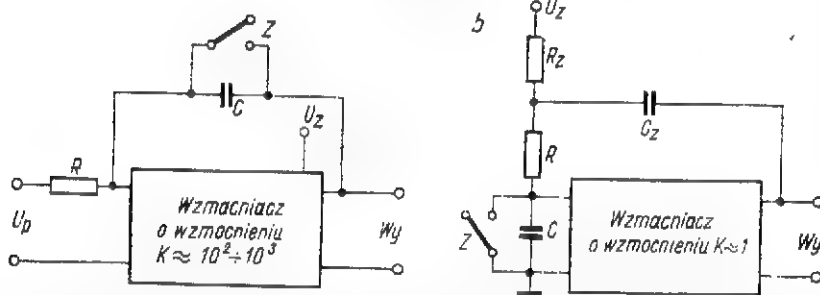 Z
C
U_z
R
U_p
Wzmacniacz
o wzmocnieniu
K ≈ 10² ÷ 10³
Wy
b
U_z
R_z
C_z
R
Z
C
Wzmacniacz
o wzmocnieniu K≈1
Wy